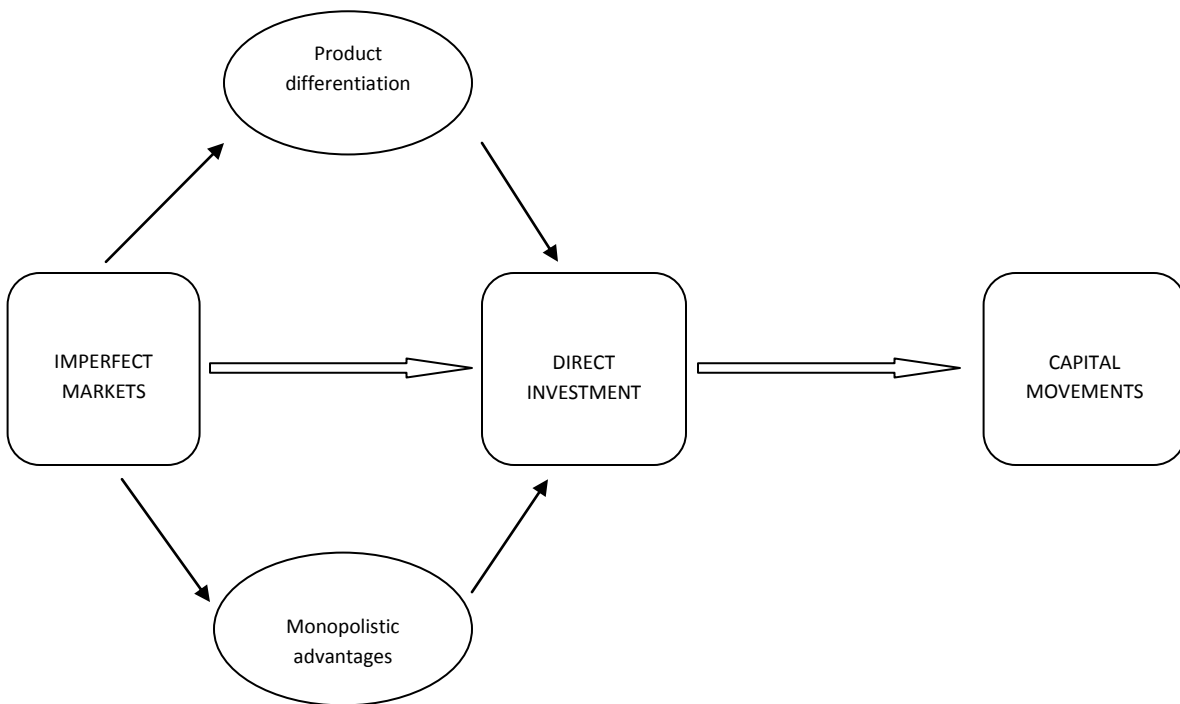 Product
differentiation
IMPERFECT
MARKETS
DIRECT
INVESTMENT
CAPITAL
MOVEMENTS
Monopolistic
advantages